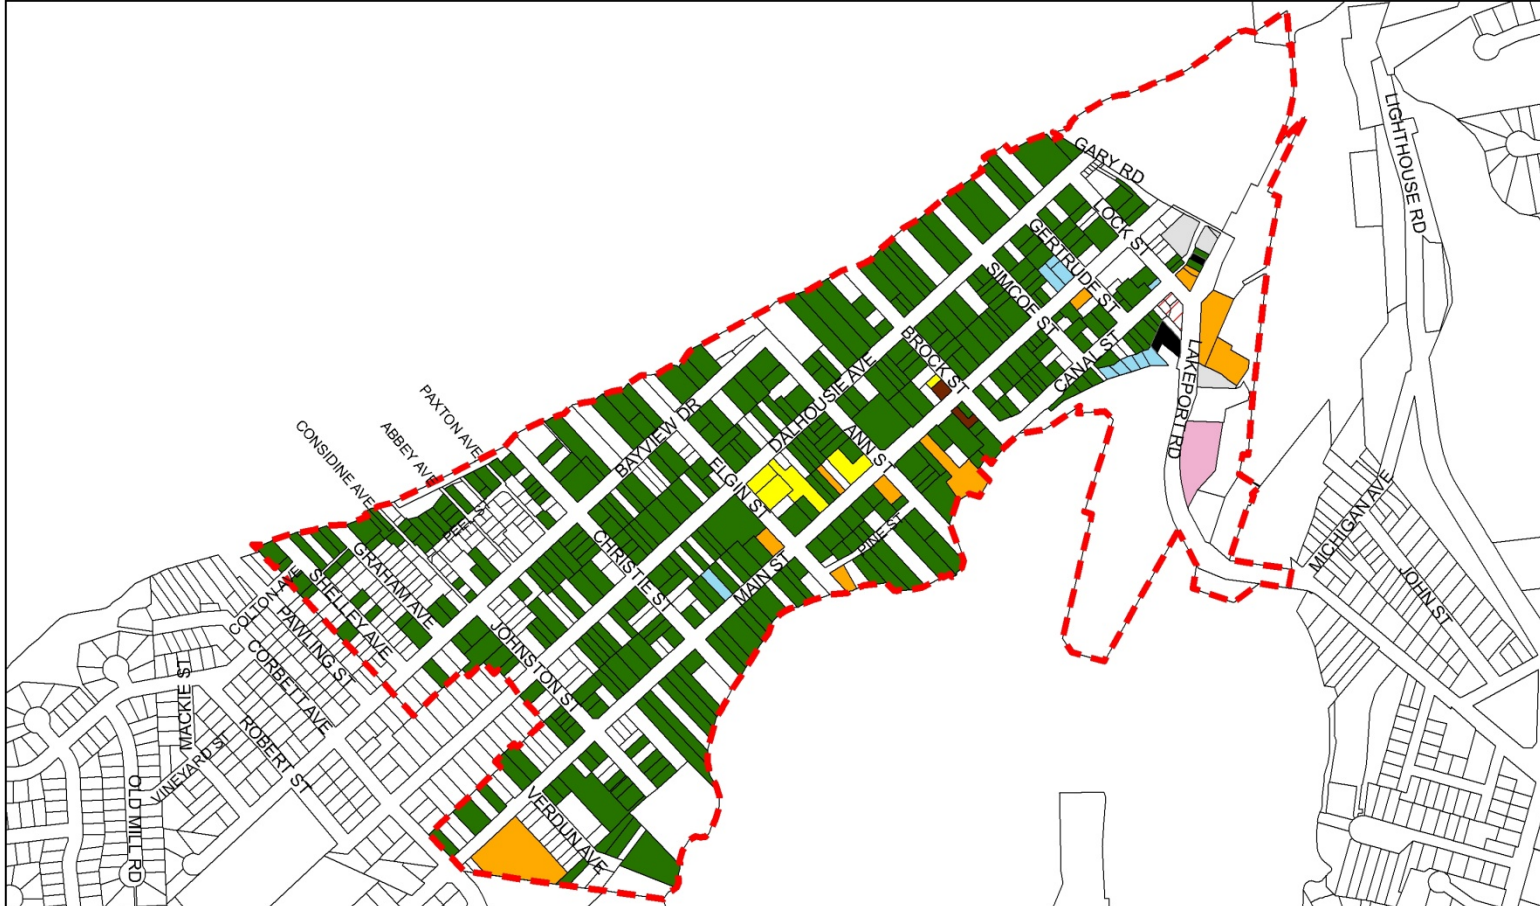 LIGHTHOUSE RD
GARY RD
LOCK ST
GERTRUDE ST
SIMCOE ST
BROCK ST
CANAL ST
LAKEPORT RD
DALHOUSIE AVE
BAYVIEW DR
ANN ST
ELGIN ST
PAXTON AVE
ABBEY AVE
CONSIDINE AVE
PINE ST
MAIN ST
CHRISTIE ST
GRAHAM AVE
SHELLEY AVE
COLTON AVE
PAWLING ST
CORBETT AVE
JOHNSTON ST
MACKIE ST
VINEYARD ST
ROBERT ST
OLD MILL RD
VERDUN AVE
MICHIGAN AVE
JOHN ST